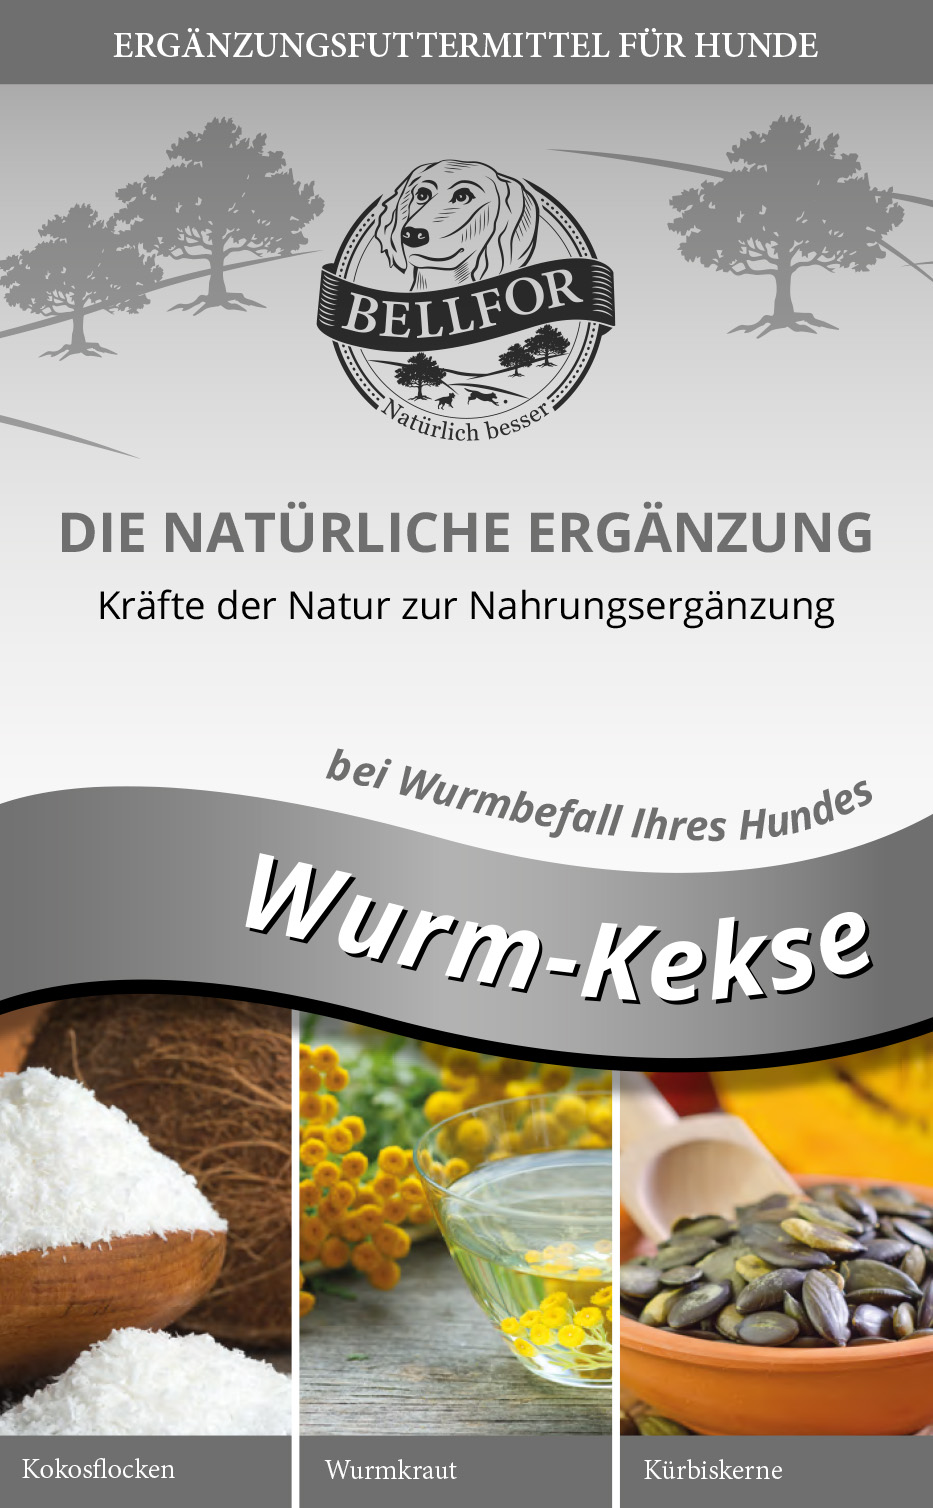 ERGÄNZUNGSFUTTERMITTEL FÜR HUNDE
BELLFOR
Natürlich besser
DIE NATÜRLICHE ERGÄNZUNG
Kräfte der Natur zur Nahrungsergänzung
bei Wurmbefall Ihres Hundes
Wurm-Kekse
Kokosflocken
Wurmkraut
Kürbiskerne